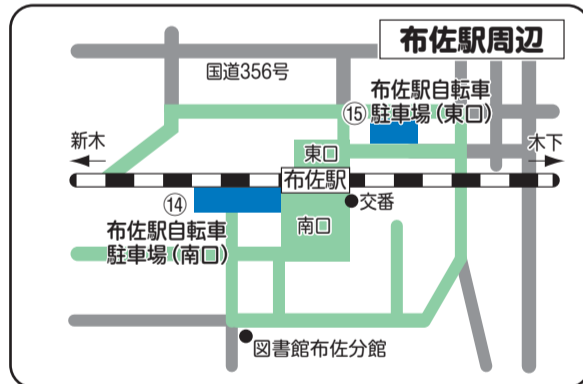 布佐駅周辺
国道356号
⑮
布佐駅自転車
駐車場(東口)
新木
東口
木下
布佐駅
⑭
布佐駅自転車
駐車場(南口)
南口
交番
図書館布佐分館